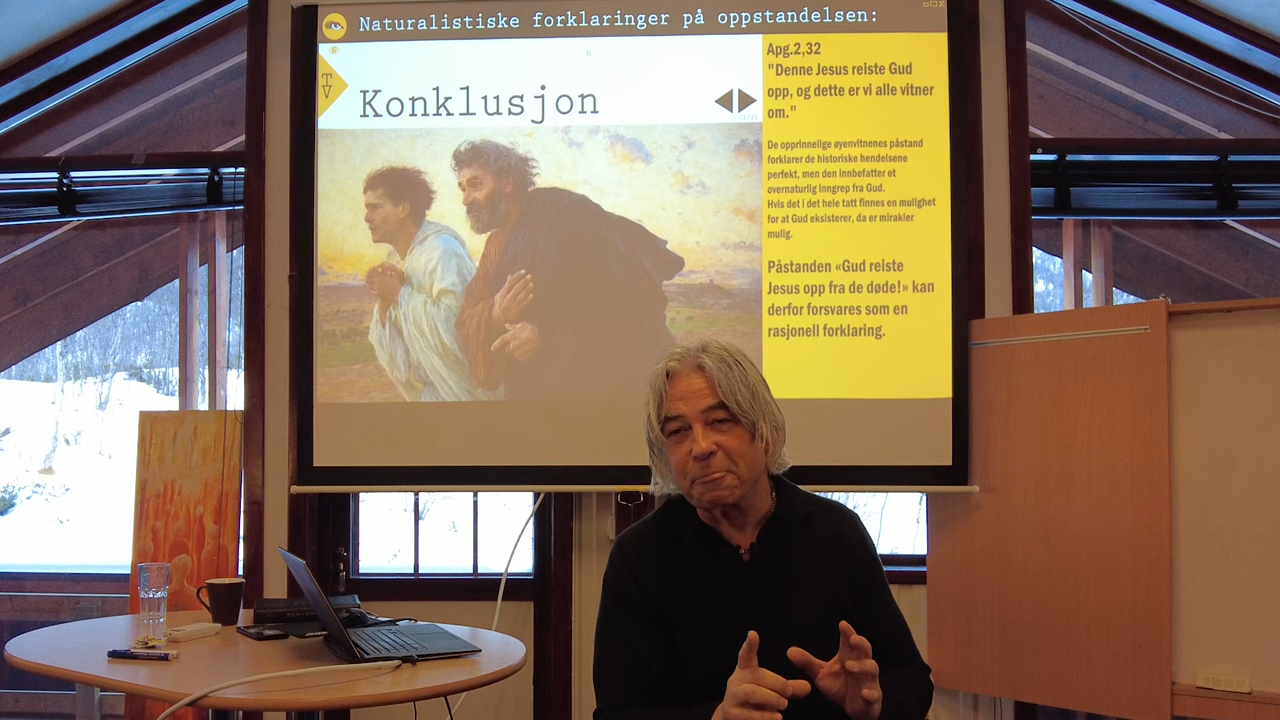 Naturalistiske forklaringer på oppstandelsen:
TV
Konklusjon
11/11
Apg.2,32
"Denne Jesus reiste Gud
opp, og dette er vi alle vitner
om."
De opprinnelige øyenvitnenes påstand
forklarer de historiske hendelsene
perfekt, men den innbefatter et
overnaturlig inngrep fra Gud.
Hvis det i det hele tatt finnes en mulighet
for at Gud eksisterer, da er mirakler
mulig.
Påstanden «Gud reiste
Jesus opp fra de døde!» kan
derfor forsvares som en
rasjonell forklaring.